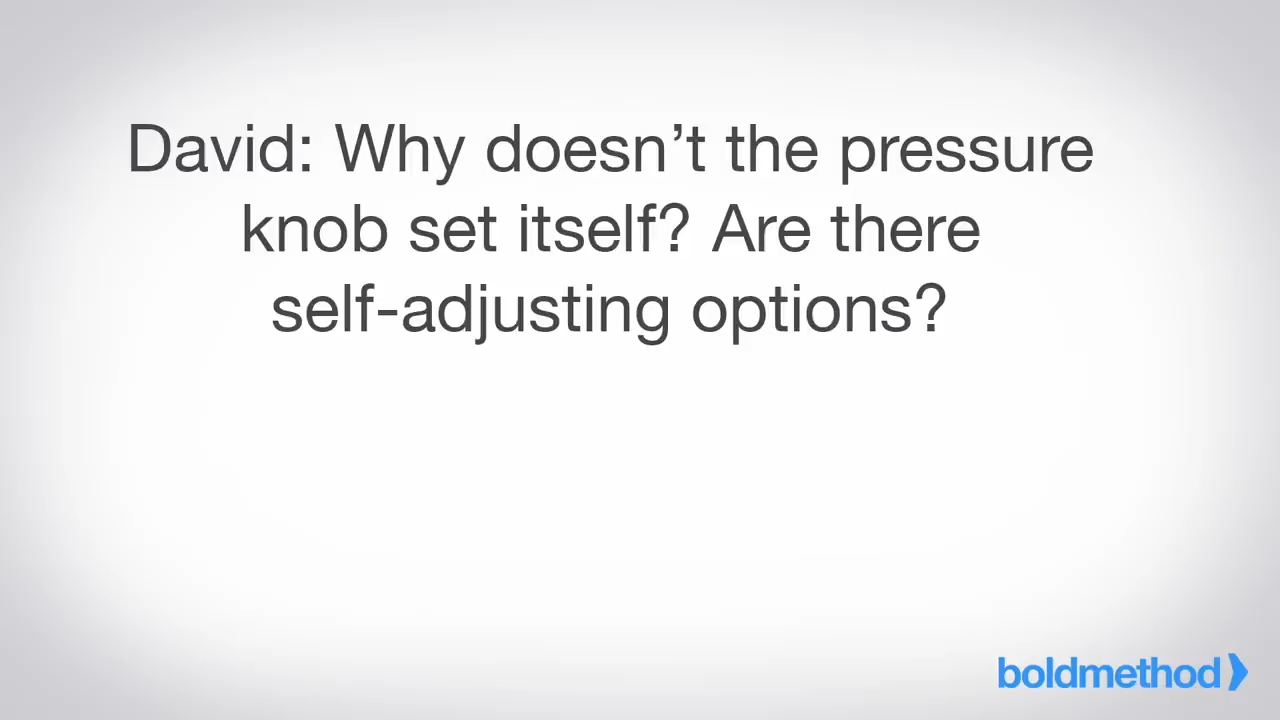 David: Why doesn’t the pressure
knob set itself? Are there
self-adjusting options?
boldmethod